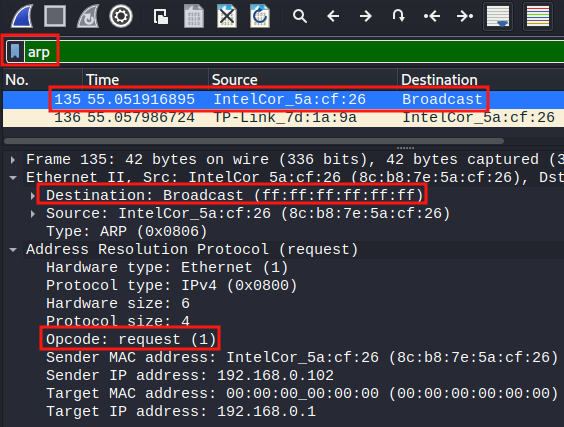 arp
No. Time Source Destination
135 55.051916895 IntelCor_5a:cf:26 Broadcast
136 55.057986724 TP-Link_7d:1a:9a IntelCor_5a:cf:26
Frame 135: 42 bytes on wire (336 bits), 42 bytes captured (3
Ethernet II, Src: IntelCor_5a:cf:26 (8c:b8:7e:5a:cf:26), Dst
Destination: Broadcast (ff:ff:ff:ff:ff:ff)
Source: IntelCor_5a:cf:26 (8c:b8:7e:5a:cf:26)
Type: ARP (0x0806)
Address Resolution Protocol (request)
Hardware type: Ethernet (1)
Protocol type: IPv4 (0x0800)
Hardware size: 6
Protocol size: 4
Opcode: request (1)
Sender MAC address: IntelCor_5a:cf:26 (8c:b8:7e:5a:cf:26)
Sender IP address: 192.168.0.102
Target MAC address: 00:00:00_00:00:00 (00:00:00:00:00:00)
Target IP address: 192.168.0.1